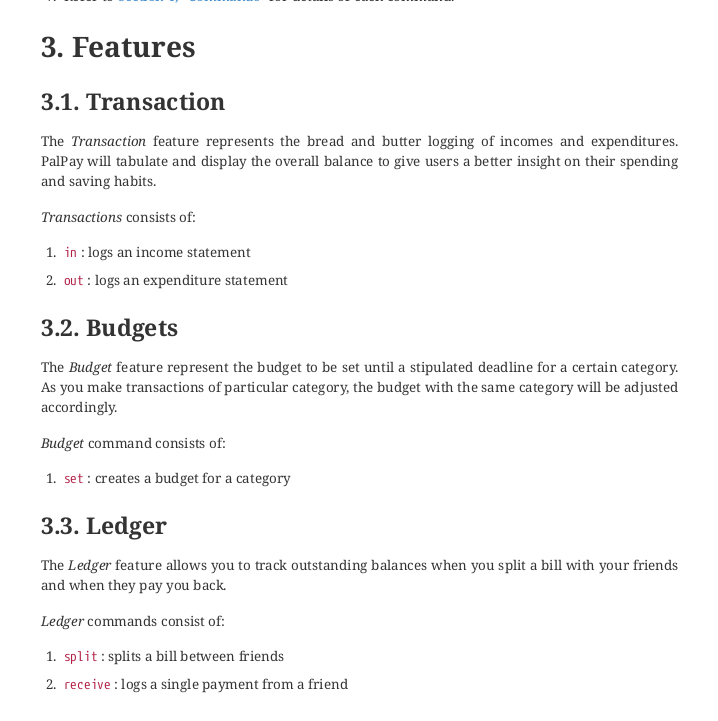 3. Features
3.1. Transaction
The Transaction feature represents the bread and butter logging of incomes and expenditures.
PalPay will tabulate and display the overall balance to give users a better insight on their spending
and saving habits.
Transactions consists of:
1. in : logs an income statement
2. out : logs an expenditure statement
3.2. Budgets
The Budget feature represent the budget to be set until a stipulated deadline for a certain category.
As you make transactions of particular category, the budget with the same category will be adjusted
accordingly.
Budget command consists of:
1. set : creates a budget for a category
3.3. Ledger
The Ledger feature allows you to track outstanding balances when you split a bill with your friends
and when they pay you back.
Ledger commands consist of:
1. split : splits a bill between friends
2. receive : logs a single payment from a friend